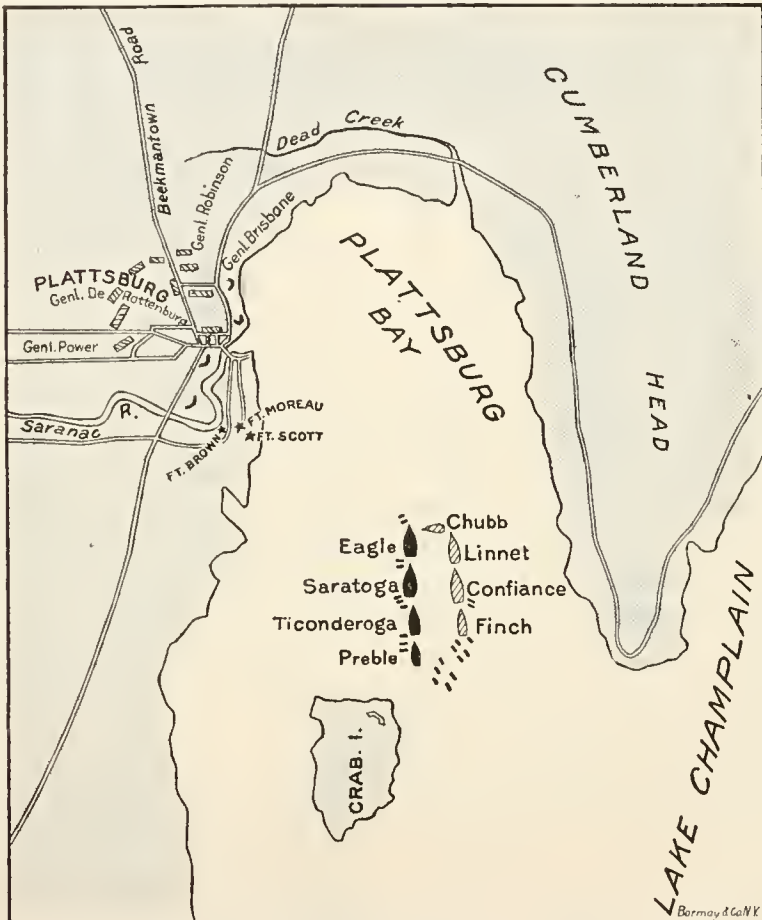 Beekmantown Road
Dead Creek
CUMBERLAND HEAD
Genl. Robinson
Genl. Brisbane
PLATTSBURG
Genl. De Rottenburg
Genl. Power
PLATTSBURG BAY
Saranac R.
FT. BROWN
FT. MOREAU
FT. SCOTT
Chubb
Eagle
Linnet
Saratoga
Confiance
Ticonderoga
Finch
Preble
CRAB. I.
LAKE CHAMPLAIN
Bormay & Co N.Y.